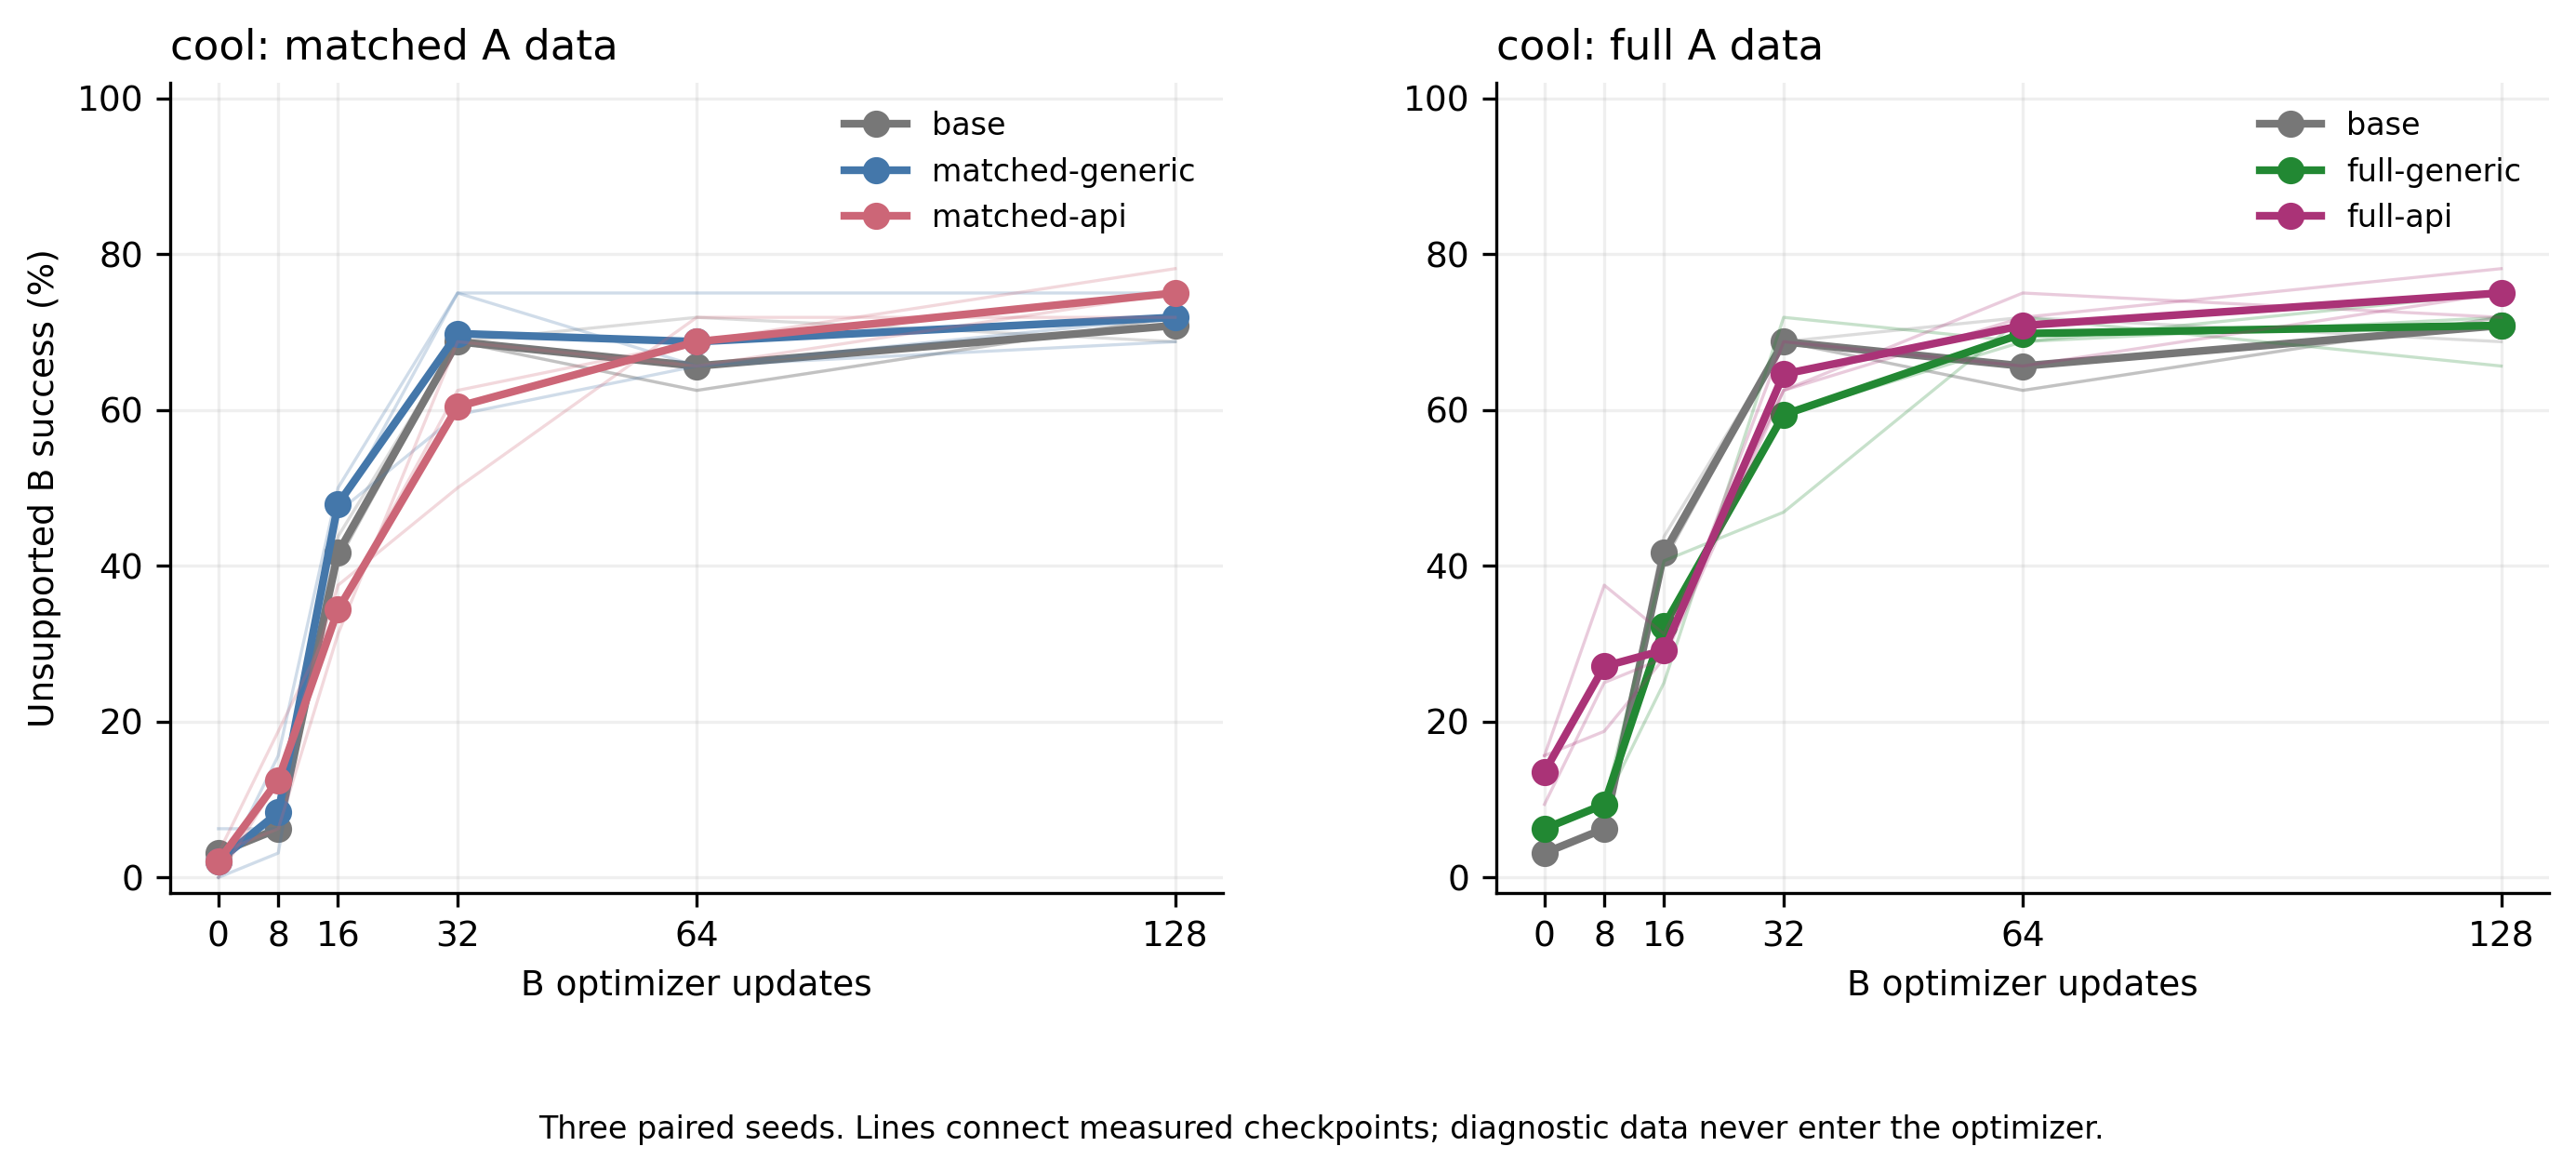 cool: matched A data
100
80
60
40
20
0
Unsupported B success (%)
base
matched-generic
matched-api
0 8 16 32 64 128
B optimizer updates
cool: full A data
100
80
60
40
20
0
base
full-generic
full-api
0 8 16 32 64 128
B optimizer updates
Three paired seeds. Lines connect measured checkpoints; diagnostic data never enter the optimizer.